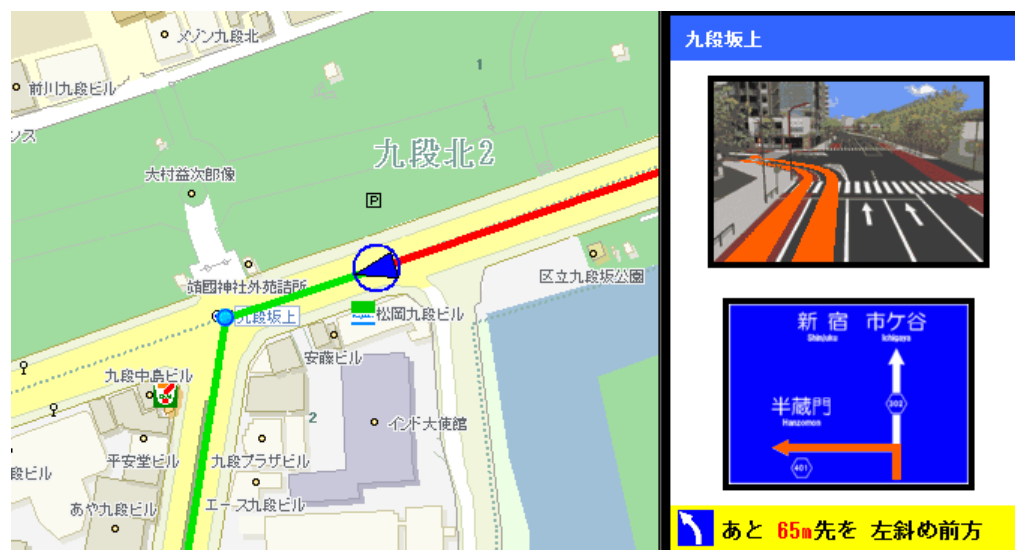 メゾン九段北
前川九段ビル
ンス
1
九段北2
大村益次郎像
P
靖國神社外苑詰所
区立九段坂公園
九段坂上
松岡九段ビル
安藤ビル
九段中島ビル
2
インド大使館
段ビル
平安堂ビル
九段プラザビル
あや九段ビル
エース九段ビル
九段坂上
新宿 市ケ谷
Shinjuku Ichigaya
302
半蔵門
Hanzomon
401
あと 65m先を 左斜め前方